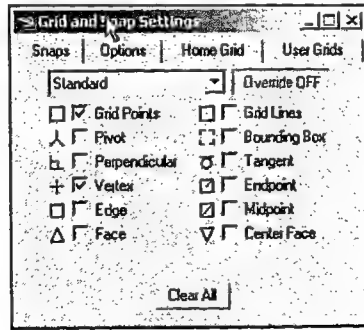 Grid and Snap Settings
Snaps Options Home Grid User Grids
Standard Override OFF
Grid Points Grid Lines
Pivot Bounding Box
Perpendicular Tangent
Vertex Endpoint
Edge Midpoint
Face Center Face
Clear All